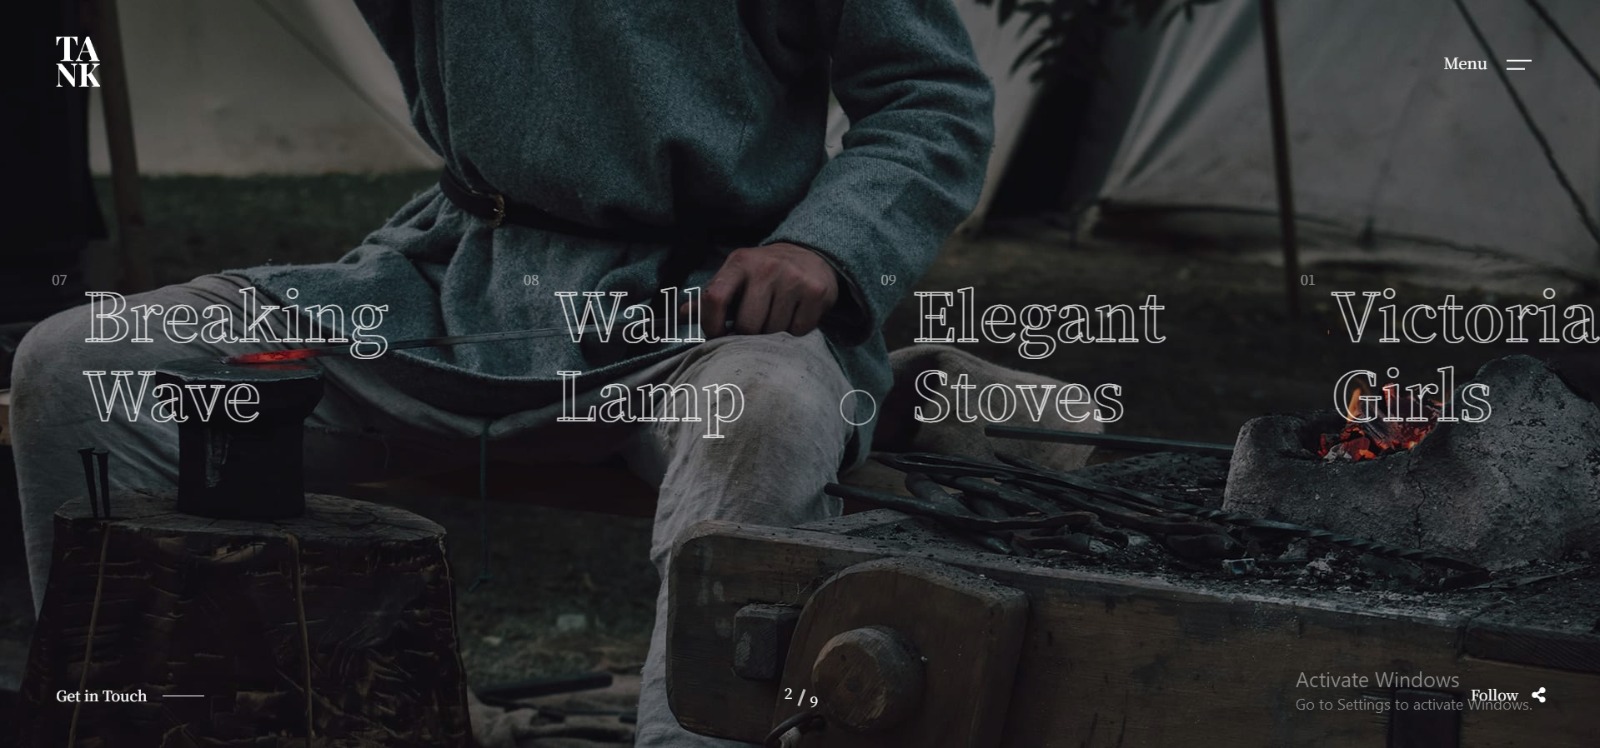 TA
NK
Menu
07
Breaking
Wave
08
Wall
Lamp
09
Elegant
Stoves
01
Victoria
Girls
Get in Touch
2 / 9
Activate Windows
Go to Settings to activate Windows.
Follow